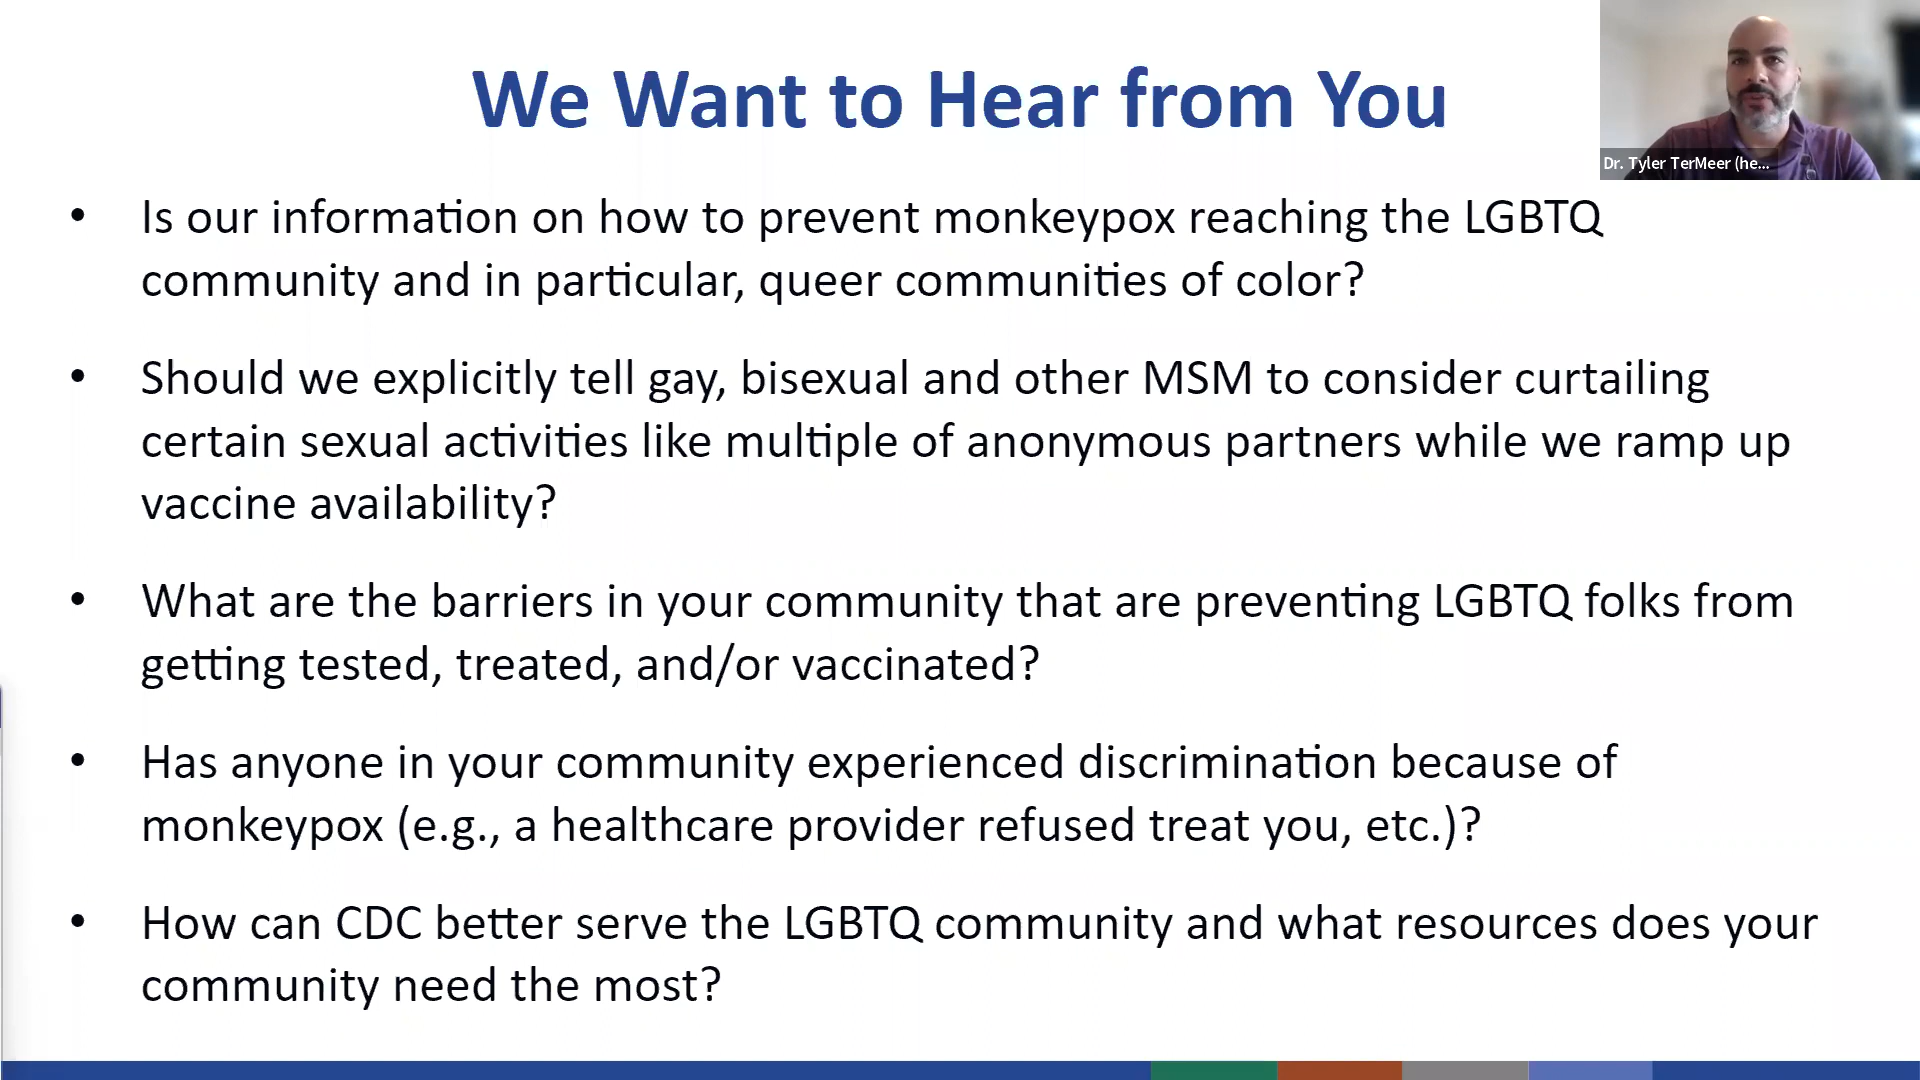 We Want to Hear from You
Dr. Tyler TerMeer (he...
• Is our information on how to prevent monkeypox reaching the LGBTQ
community and in particular, queer communities of color?
• Should we explicitly tell gay, bisexual and other MSM to consider curtailing
certain sexual activities like multiple of anonymous partners while we ramp up
vaccine availability?
• What are the barriers in your community that are preventing LGBTQ folks from
getting tested, treated, and/or vaccinated?
• Has anyone in your community experienced discrimination because of
monkeypox (e.g., a healthcare provider refused treat you, etc.)?
• How can CDC better serve the LGBTQ community and what resources does your
community need the most?